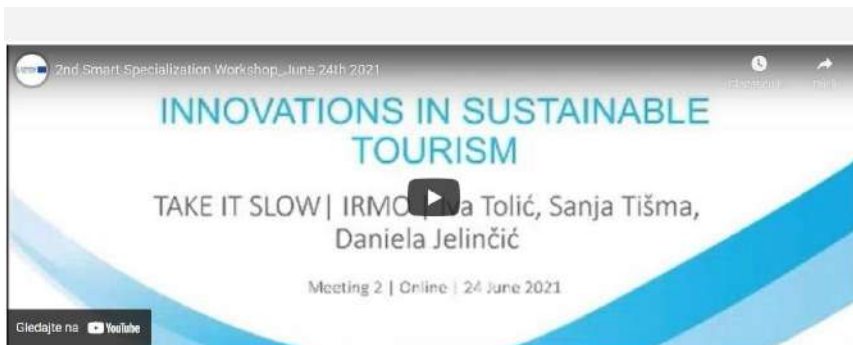 2nd Smart Specialization Workshop_June 24th 2021
INNOVATIONS IN SUSTAINABLE
TOURISM
TAKE IT SLOW| IRMO Tolić, Sanja Tišma,
Daniela Jelinčić
Meeting 2 | Online | 24 June 2021
Gledajte na YouTube